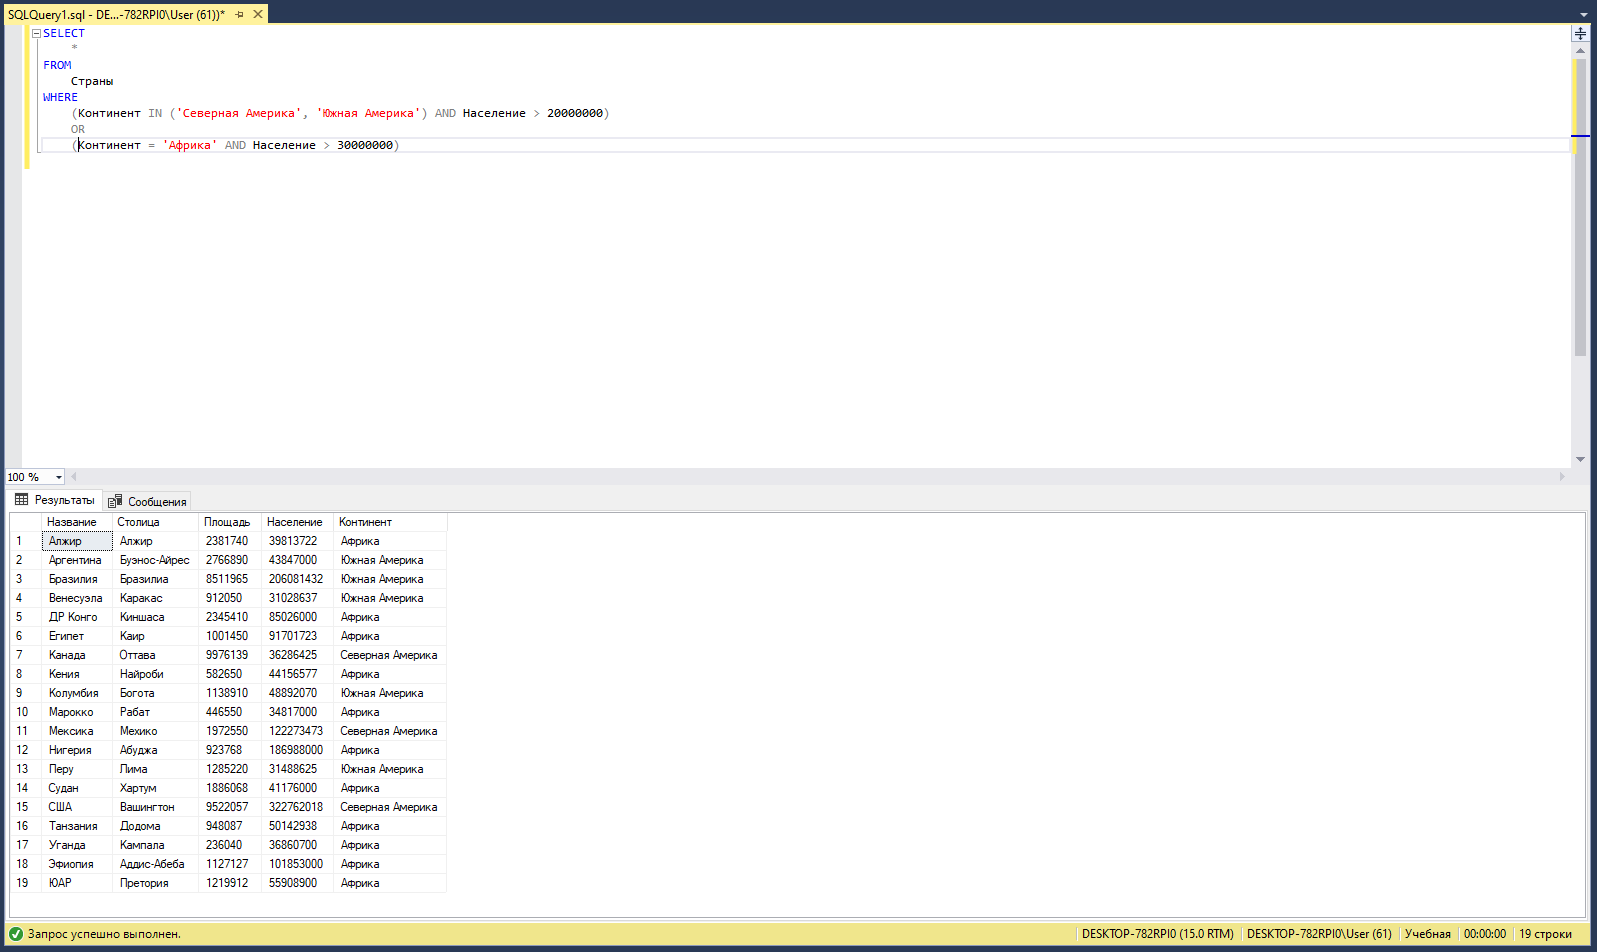 SQLQuery1.sql - DE...-782RPI0\User (61))*
SELECT
*
FROM
Страны
WHERE
(Континент IN ('Северная Америка', 'Южная Америка') AND Население > 20000000)
OR
(Континент = 'Африка' AND Население > 30000000)
100 %
Результаты Сообщения
Название Столица Площадь Население Континент
1 Алжир Алжир 2381740 39813722 Африка
2 Аргентина Буэнос-Айрес 2766890 43847000 Южная Америка
3 Бразилия Бразилиа 8511965 206081432 Южная Америка
4 Венесуэла Каракас 912050 31028637 Южная Америка
5 ДР Конго Киншаса 2345410 85026000 Африка
6 Египет Каир 1001450 91701723 Африка
7 Канада Оттава 9976139 36286425 Северная Америка
8 Кения Найроби 582650 44156577 Африка
9 Колумбия Богота 1138910 48892070 Южная Америка
10 Марокко Рабат 446550 34817000 Африка
11 Мексика Мехико 1972550 122273473 Северная Америка
12 Нигерия Абуджа 923768 186988000 Африка
13 Перу Лима 1285220 31488625 Южная Америка
14 Судан Хартум 1886068 41176000 Африка
15 США Вашингтон 9522057 322762018 Северная Америка
16 Танзания Додома 948087 50142938 Африка
17 Уганда Кампала 236040 36860700 Африка
18 Эфиопия Аддис-Абеба 1127127 101853000 Африка
19 ЮАР Претория 1219912 55908900 Африка
Запрос успешно выполнен. DESKTOP-782RPI0 (15.0 RTM) DESKTOP-782RPI0\User (61) Учебная 00:00:00 19 строки